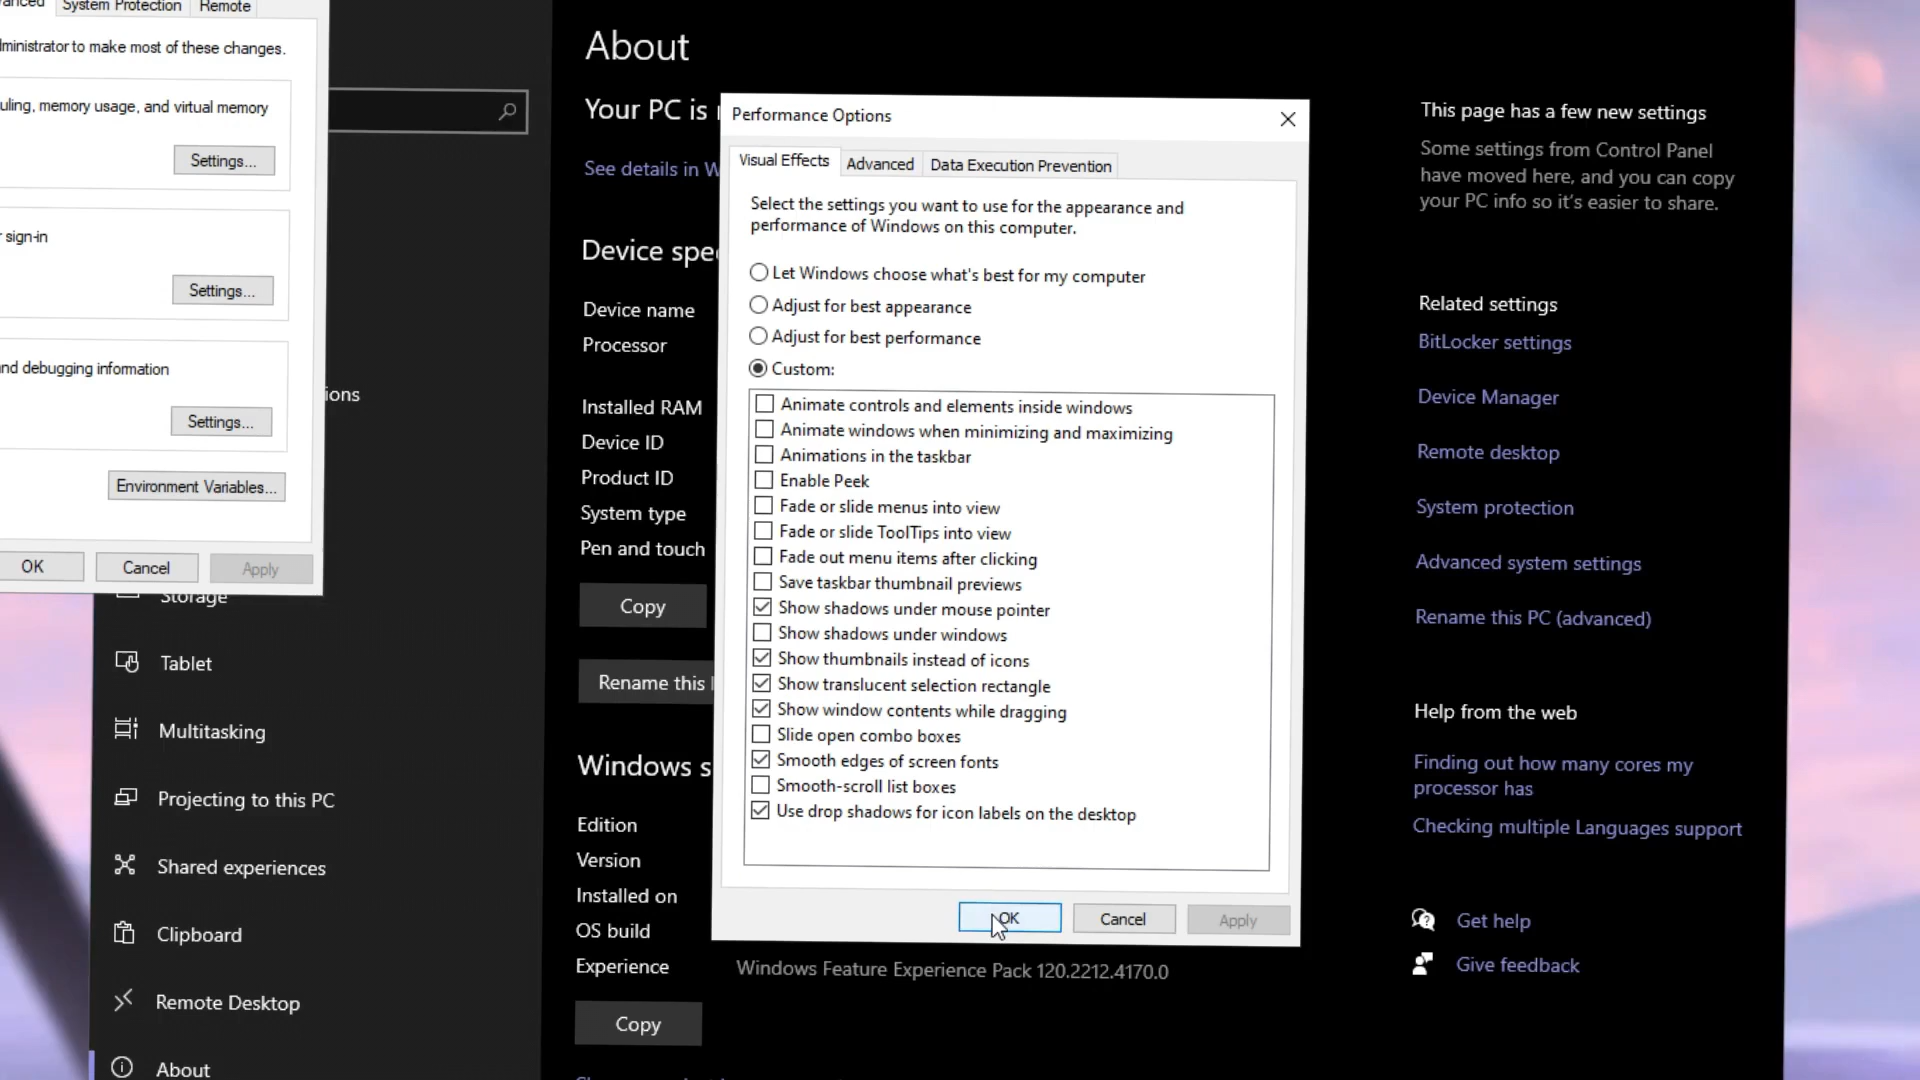 System Protection
Remote
administrator to make most of these changes.
uling, memory usage, and virtual memory
Settings...
r sign-in
Settings...
nd debugging information
Settings...
Environment Variables...
OK
Cancel
Apply
ions
Storage
Tablet
Multitasking
Projecting to this PC
Shared experiences
Clipboard
Remote Desktop
About
About
Your PC is
See details in W
Device spec
Device name
Processor
Installed RAM
Device ID
Product ID
System type
Pen and touch
Copy
Rename this
Windows s
Edition
Version
Installed on
OS build
Experience
Windows Feature Experience Pack 120.2212.4170.0
Copy
Performance Options
Visual Effects
Advanced
Data Execution Prevention
Select the settings you want to use for the appearance and
performance of Windows on this computer.
Let Windows choose what's best for my computer
Adjust for best appearance
Adjust for best performance
Custom:
Animate controls and elements inside windows
Animate windows when minimizing and maximizing
Animations in the taskbar
Enable Peek
Fade or slide menus into view
Fade or slide ToolTips into view
Fade out menu items after clicking
Save taskbar thumbnail previews
Show shadows under mouse pointer
Show shadows under windows
Show thumbnails instead of icons
Show translucent selection rectangle
Show window contents while dragging
Slide open combo boxes
Smooth edges of screen fonts
Smooth-scroll list boxes
Use drop shadows for icon labels on the desktop
OK
Cancel
Apply
This page has a few new settings
Some settings from Control Panel
have moved here, and you can copy
your PC info so it's easier to share.
Related settings
BitLocker settings
Device Manager
Remote desktop
System protection
Advanced system settings
Rename this PC (advanced)
Help from the web
Finding out how many cores my
processor has
Checking multiple Languages support
Get help
Give feedback